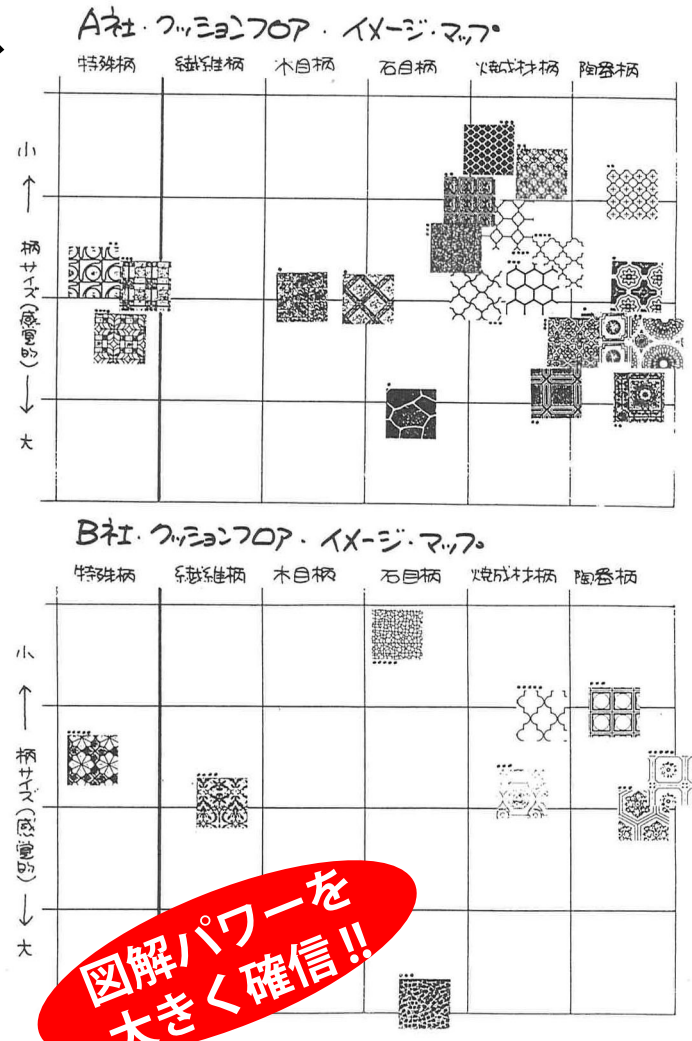 A社・クッションフロア・イメージ・マップ
特殊柄 繊維柄 木目柄 石目柄 焼成材柄 陶器柄
小
↑
柄サイズ(感覚的)
↓
大
B社・クッションフロア・イメージ・マップ
特殊柄 繊維柄 木目柄 石目柄 焼成材柄 陶器柄
小
↑
柄サイズ(感覚的)
↓
大
図解パワーを
大きく確信!!